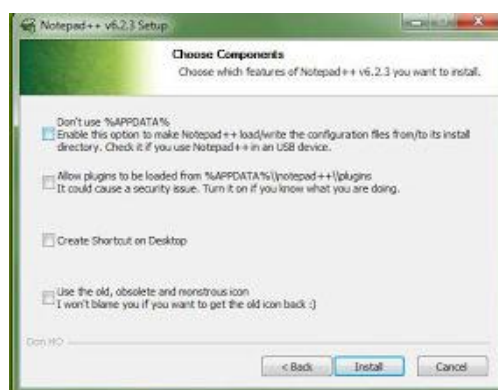 Notepad++ v6.2.3 Setup
Choose Components
Choose which features of Notepad++ v6.2.3 you want to install.
Don't use %APPDATA%
Enable this option to make Notepad++ load/write the configuration files from/to its install
directory. Check it if you use Notepad++ in an USB device.
Allow plugins to be loaded from %APPDATA%\\notepad++\\plugins
It could cause a security issue. Turn it on if you know what you are doing.
Create Shortcut on Desktop
Use the old, obsolete and monstrous icon
I won't blame you if you want to get the old icon back :)
Don HO
< Back
Install
Cancel